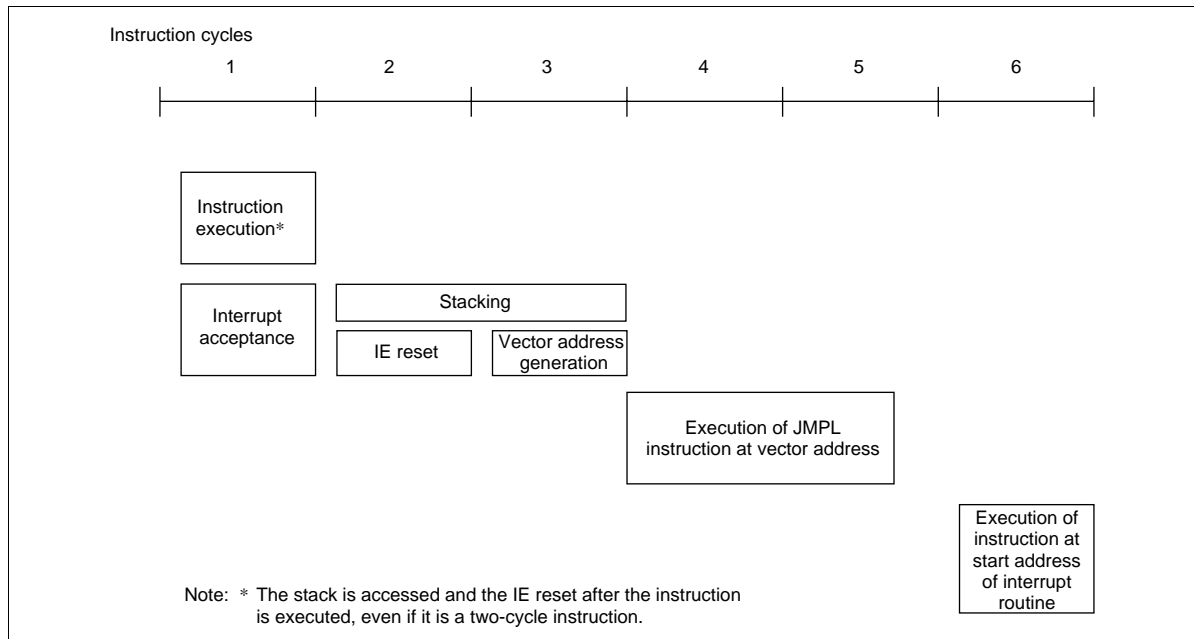 Instruction cycles
1 2 3 4 5 6
Instruction
execution*
Interrupt
acceptance
Stacking
IE reset
Vector address
generation
Execution of JMPL
instruction at vector address
Execution of
instruction at
start address
of interrupt
routine
Note: * The stack is accessed and the IE reset after the instruction
is executed, even if it is a two-cycle instruction.